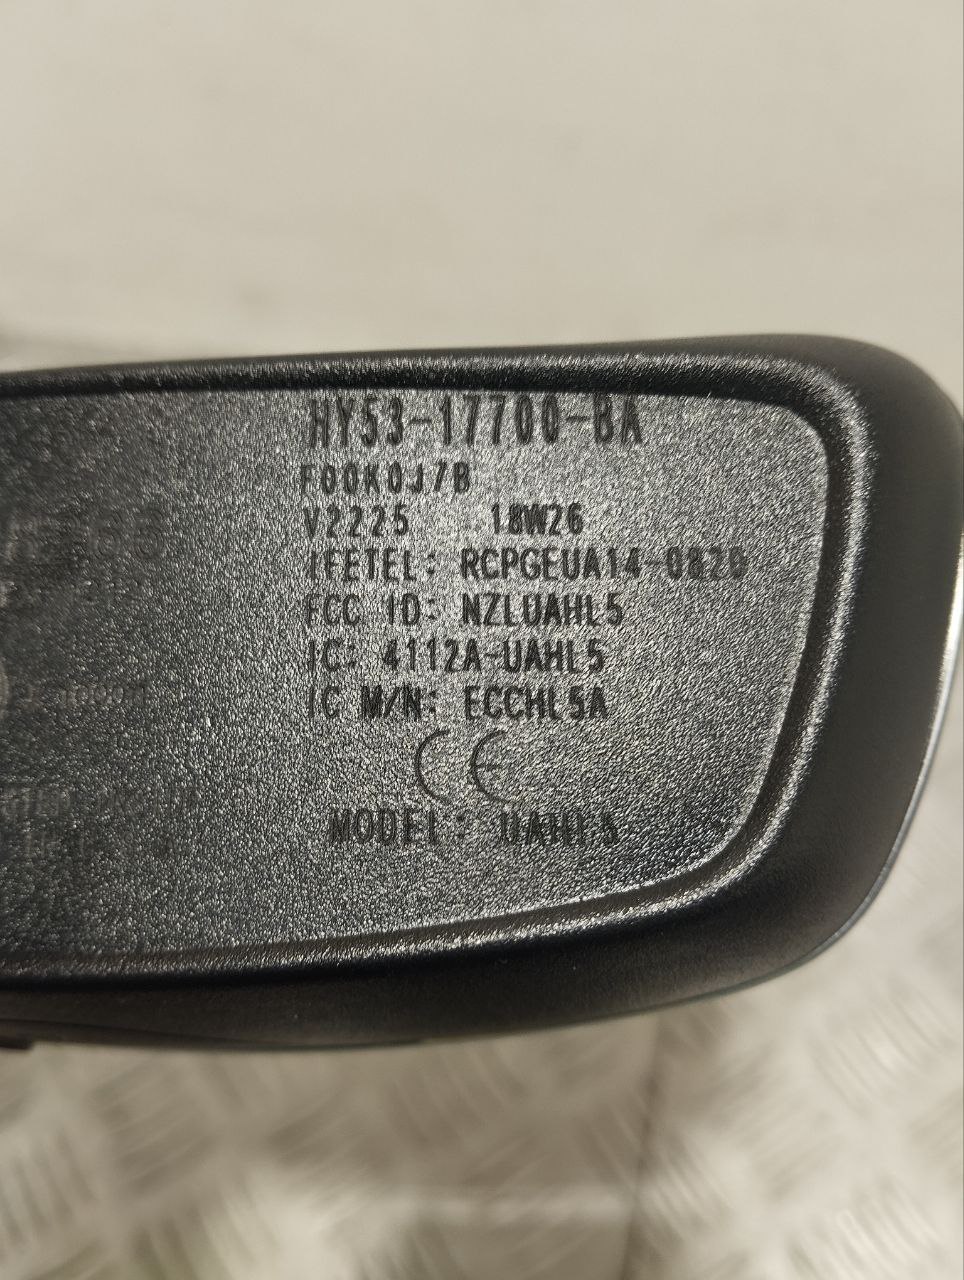 HY53-17700-BA
F00K0J7B
V2225 18W26
IFETEL: RCPGEUA14-0820
FCC ID: NZLUAHL5
IC: 4112A-UAHL5
IC M/N: ECCHL5A
CE
MODEL: UAHL5